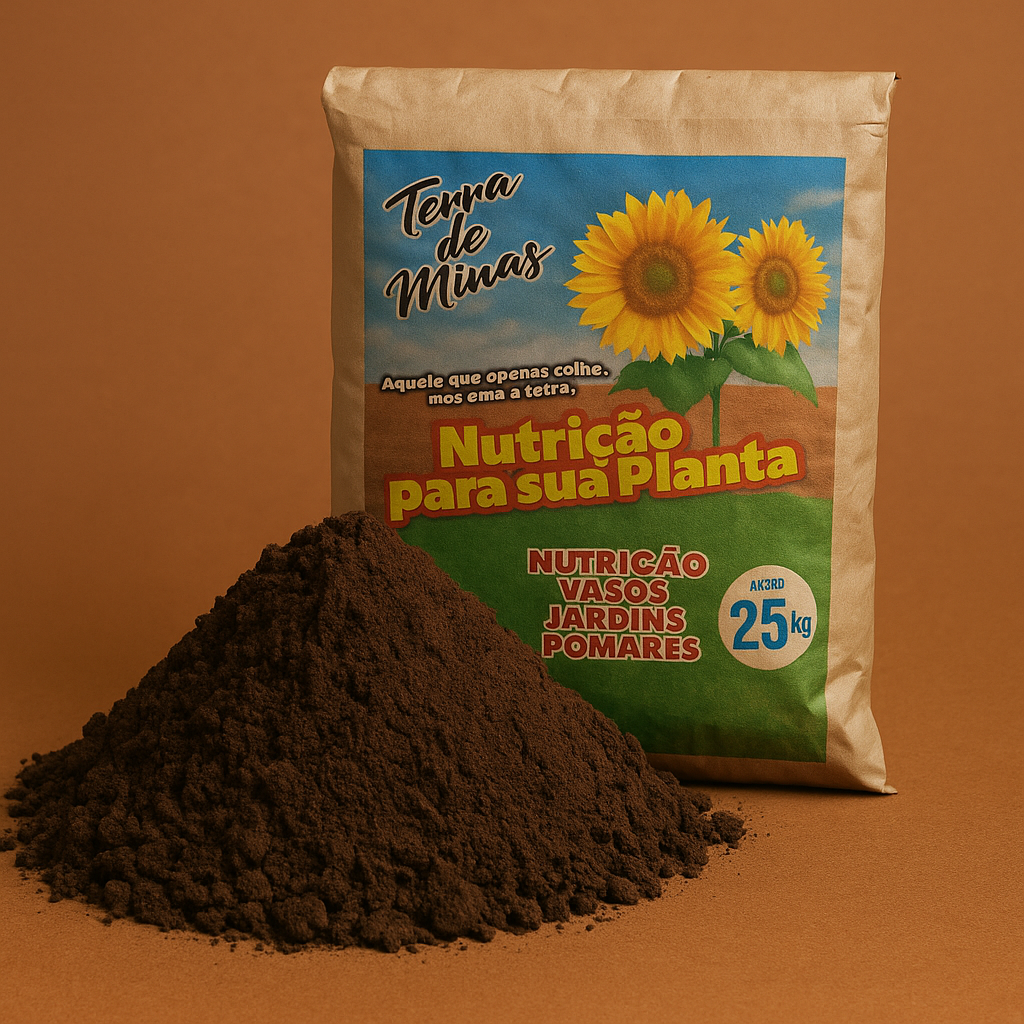 Terra
de
Minas
Aquele que openas colhe.
mos ema a tetra,
Nutrição
para sua Planta
NUTRICÃO
VASOS
JARDINS
POMARES
AK3RD
25kg